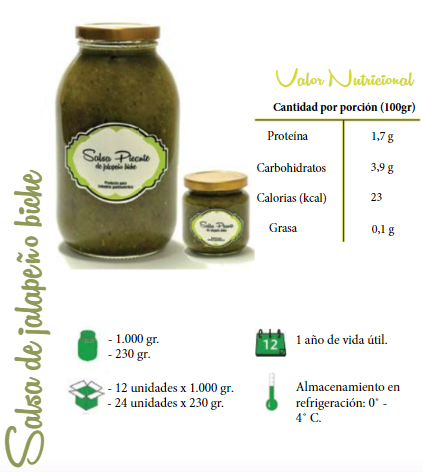 Salsa de jalapeño biche
Salsa Picante
de jalapeño biche
Salsa Picante
Valor Nutricional
Cantidad por porción (100gr)
Proteína 1,7 g
Carbohidratos 3,9 g
Calorías (kcal) 23
Grasa 0,1 g
- 1.000 gr.
- 230 gr.
- 12 unidades x 1.000 gr.
- 24 unidades x 230 gr.
12
1 año de vida útil.
Almacenamiento en
refrigeración: 0° -
4° C.